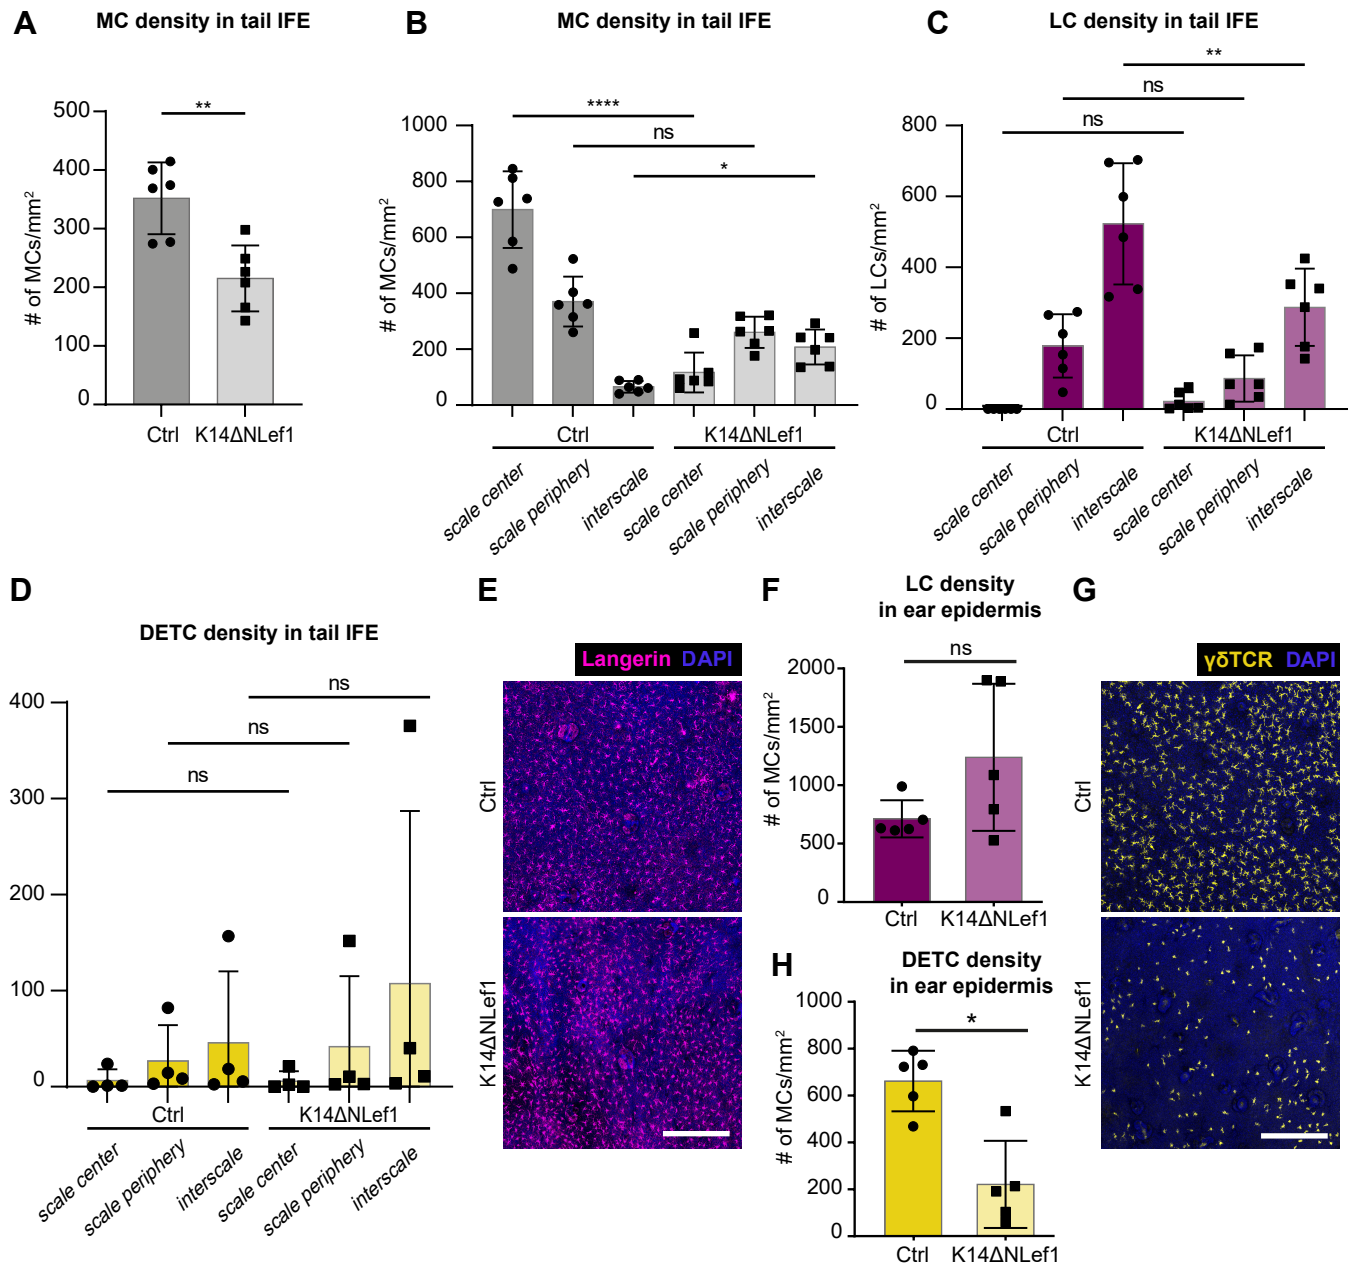 A
MC density in tail IFE
# of MCs/mm²
500
400
300
200
100
0
**
Ctrl
K14ΔNLef1
B
MC density in tail IFE
# of MCs/mm²
1000
800
600
400
200
0
****
ns
*
Ctrl
K14ΔNLef1
scale center
scale periphery
interscale
scale center
scale periphery
interscale
C
LC density in tail IFE
# of LCs/mm²
800
600
400
200
0
**
ns
ns
Ctrl
K14ΔNLef1
scale center
scale periphery
interscale
scale center
scale periphery
interscale
D
DETC density in tail IFE
400
300
200
100
0
ns
ns
ns
Ctrl
K14ΔNLef1
scale center
scale periphery
interscale
scale center
scale periphery
interscale
E
Langerin DAPI
Ctrl
K14ΔNLef1
F
LC density
in ear epidermis
# of MCs/mm²
2000
1500
1000
500
0
ns
Ctrl
K14ΔNLef1
G
γδTCR DAPI
Ctrl
K14ΔNLef1
H
DETC density
in ear epidermis
# of MCs/mm²
1000
800
600
400
200
0
*
Ctrl
K14ΔNLef1